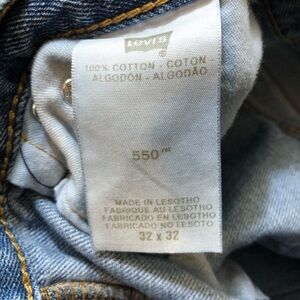 LEVI'S
®
100% COTTON - COTON -
ALGODÓN - ALGODÃO
550™
MADE IN LESOTHO
FABRIQUE AU LESOTHO
FABRICADO EN LESOTHO
FABRICADO NO LESOTO
32 x 32